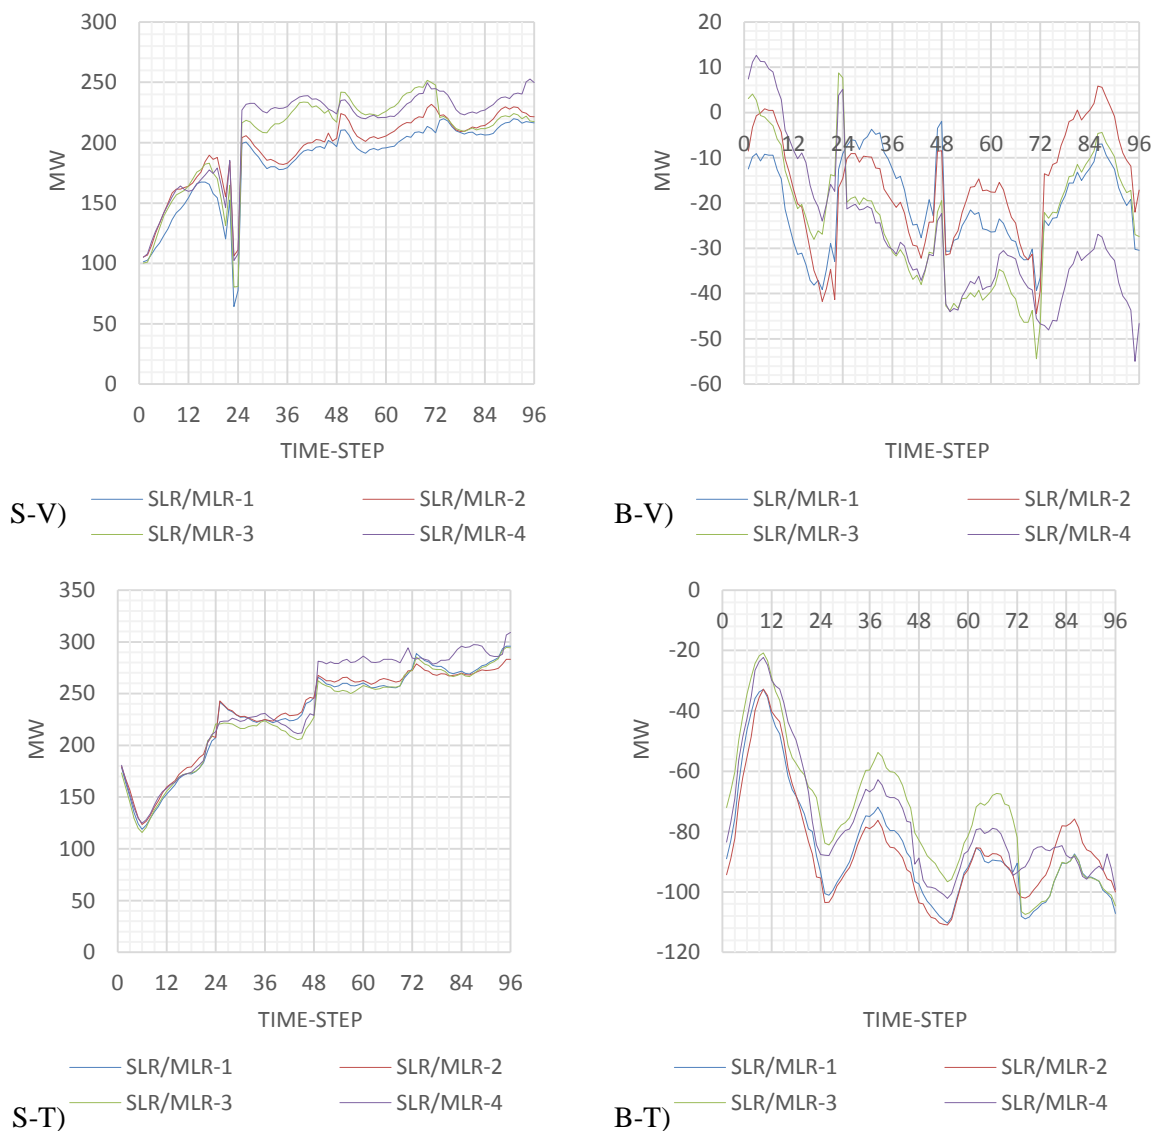 300
250
200
150
100
50
0
MW
0 12 24 36 48 60 72 84 96
TIME-STEP
SLR/MLR-1 SLR/MLR-2
SLR/MLR-3 SLR/MLR-4
S-V)
20
10
0
-10
-20
-30
-40
-50
-60
MW
0 12 24 36 48 60 72 84 96
TIME-STEP
SLR/MLR-1 SLR/MLR-2
SLR/MLR-3 SLR/MLR-4
B-V)
350
300
250
200
150
100
50
0
MW
0 12 24 36 48 60 72 84 96
TIME-STEP
SLR/MLR-1 SLR/MLR-2
SLR/MLR-3 SLR/MLR-4
S-T)
0
-20
-40
-60
-80
-100
-120
MW
0 12 24 36 48 60 72 84 96
TIME-STEP
SLR/MLR-1 SLR/MLR-2
SLR/MLR-3 SLR/MLR-4
B-T)